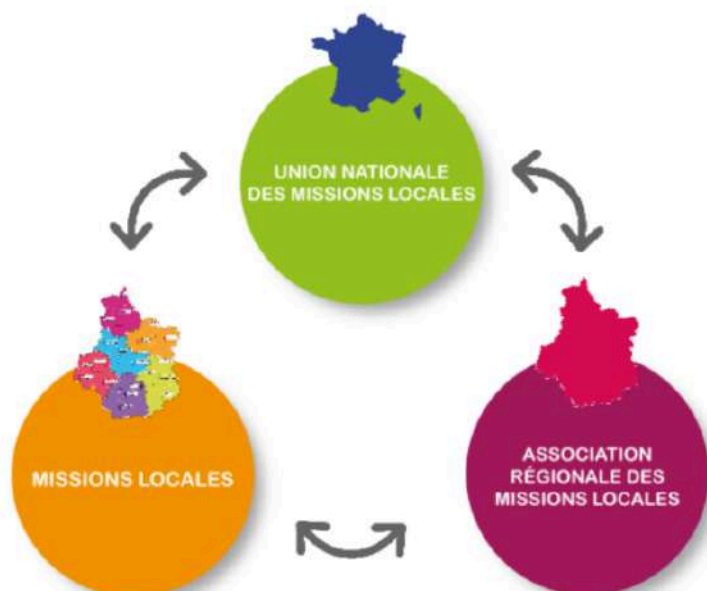 UNION NATIONALE
DES MISSIONS LOCALES
MISSIONS LOCALES
ASSOCIATION
RÉGIONALE DES
MISSIONS LOCALES